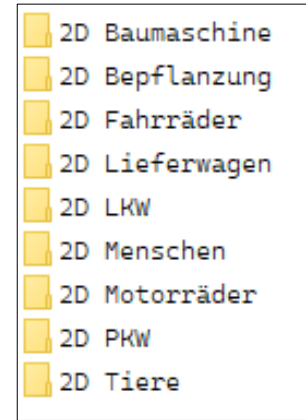 2D Baumaschine
2D Bepflanzung
2D Fahrräder
2D Lieferwagen
2D LKW
2D Menschen
2D Motorräder
2D PKW
2D Tiere